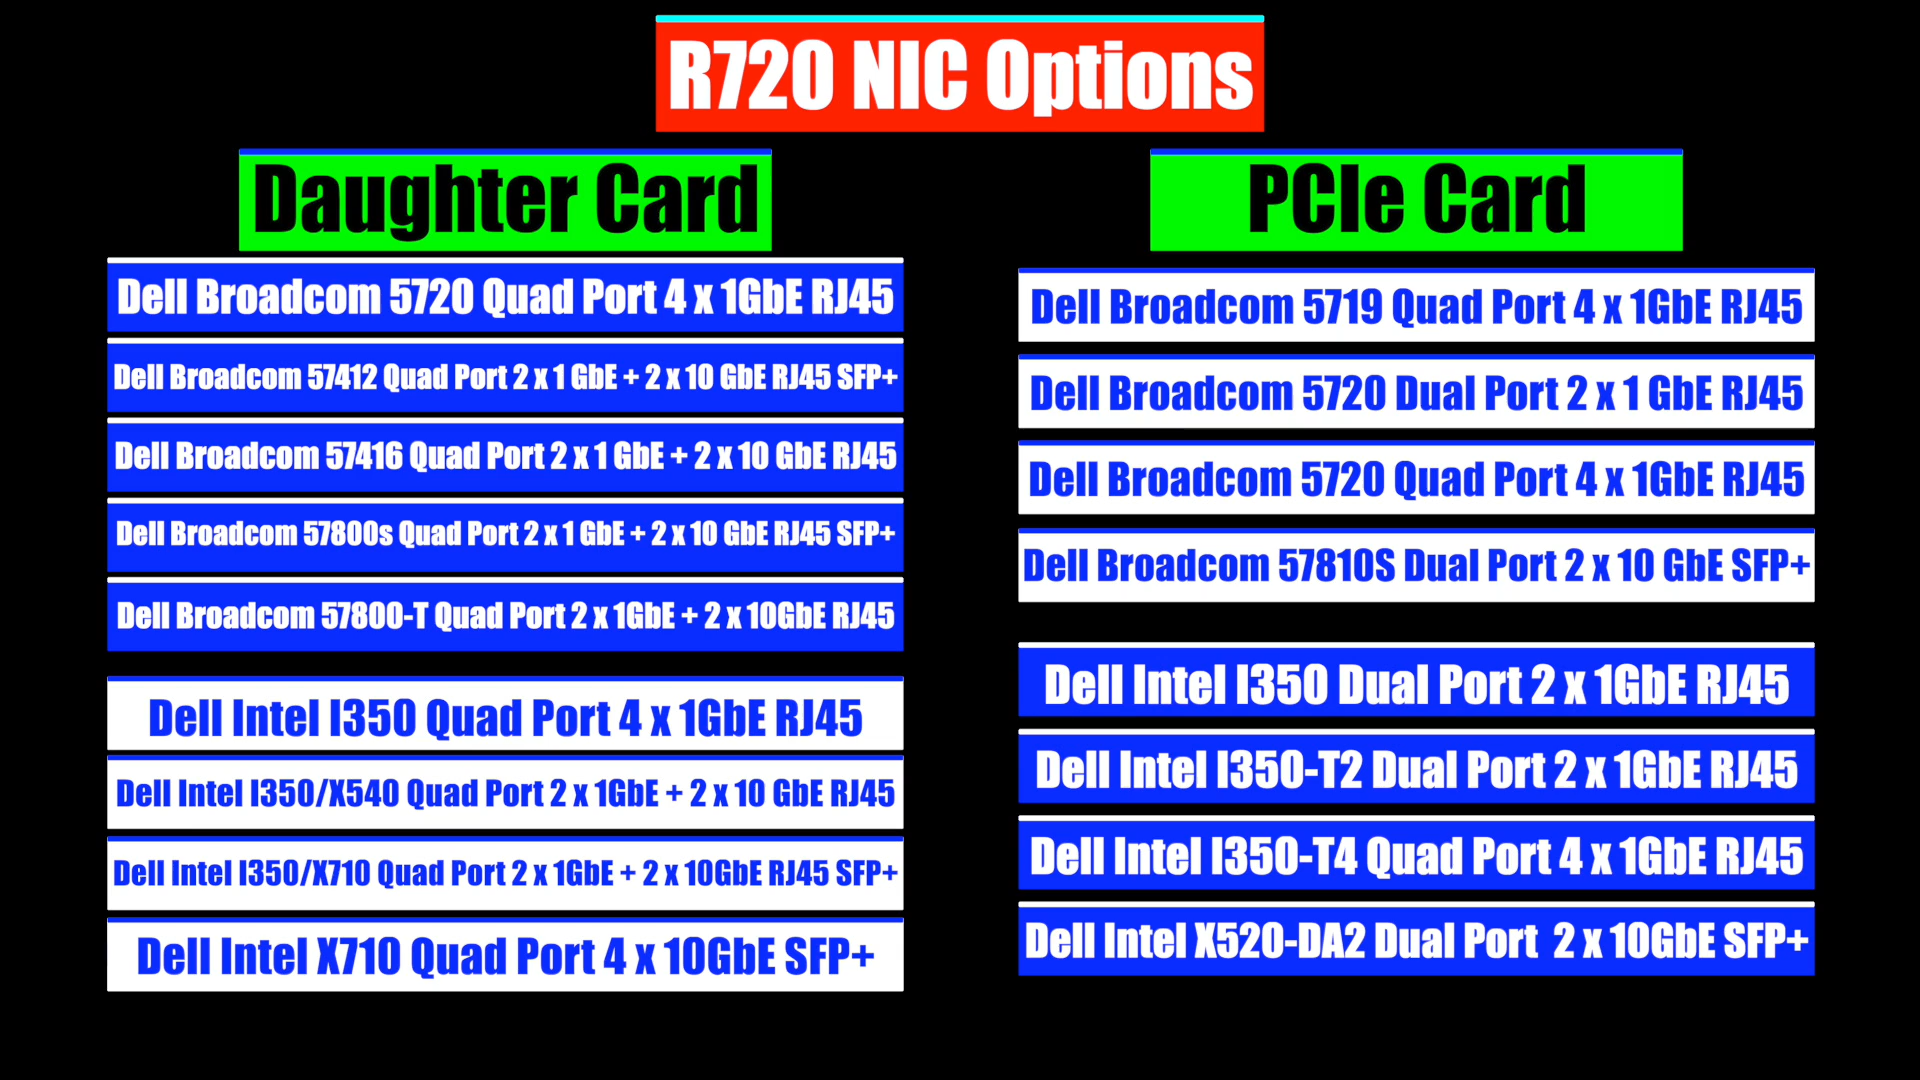 R720 NIC Options
Daughter Card
Dell Broadcom 5720 Quad Port 4 x 1GbE RJ45
Dell Broadcom 57412 Quad Port 2 x 1 GbE + 2 x 10 GbE RJ45 SFP+
Dell Broadcom 57416 Quad Port 2 x 1 GbE + 2 x 10 GbE RJ45
Dell Broadcom 57800s Quad Port 2 x 1 GbE + 2 x 10 GbE RJ45 SFP+
Dell Broadcom 57800-T Quad Port 2 x 1GbE + 2 x 10GbE RJ45
Dell Intel I350 Quad Port 4 x 1GbE RJ45
Dell Intel I350/X540 Quad Port 2 x 1GbE + 2 x 10 GbE RJ45
Dell Intel I350/X710 Quad Port 2 x 1GbE + 2 x 10GbE RJ45 SFP+
Dell Intel X710 Quad Port 4 x 10GbE SFP+
PCIe Card
Dell Broadcom 5719 Quad Port 4 x 1GbE RJ45
Dell Broadcom 5720 Dual Port 2 x 1 GbE RJ45
Dell Broadcom 5720 Quad Port 4 x 1GbE RJ45
Dell Broadcom 57810S Dual Port 2 x 10 GbE SFP+
Dell Intel I350 Dual Port 2 x 1GbE RJ45
Dell Intel I350-T2 Dual Port 2 x 1GbE RJ45
Dell Intel I350-T4 Quad Port 4 x 1GbE RJ45
Dell Intel X520-DA2 Dual Port 2 x 10GbE SFP+